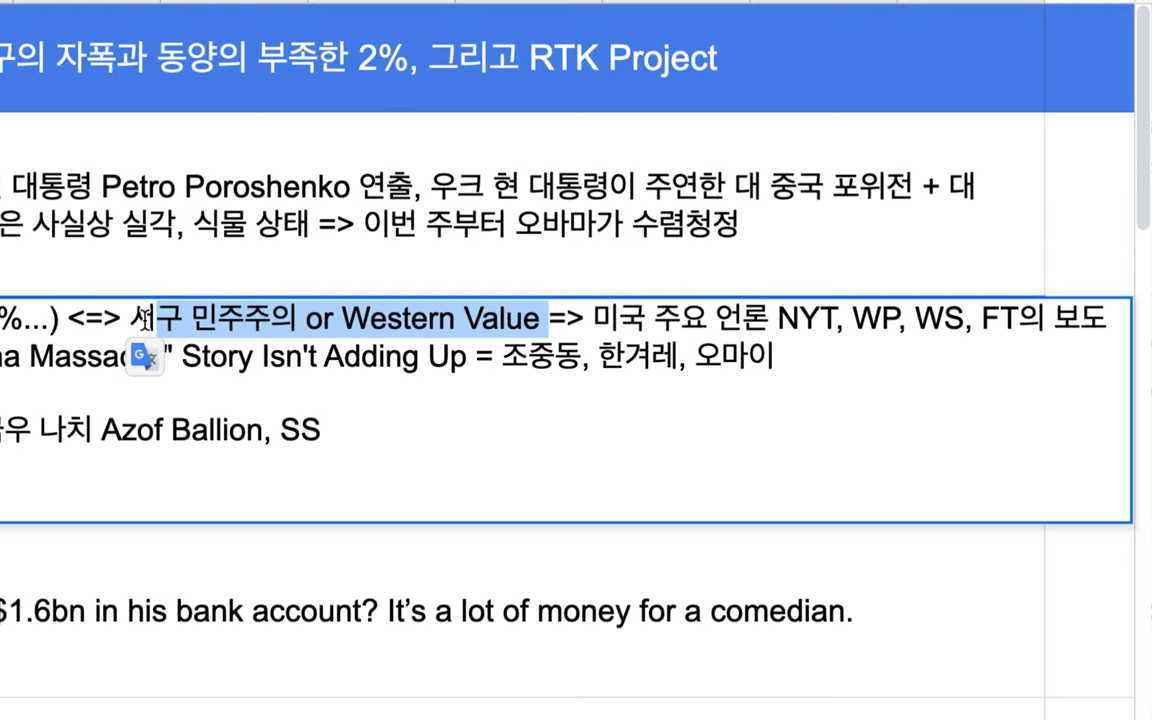 구의 자폭과 동양의 부족한 2%, 그리고 RTK Project
대통령 Petro Poroshenko 연출, 우크 현 대통령이 주연한 대 중국 포위전 + 대
은 사실상 실각, 식물 상태 => 이번 주부터 오바마가 수렴청정
%...) <=> 서구 민주주의 or Western Value => 미국 주요 언론 NYT, WP, WS, FT의 보도
na Massac " Story Isn't Adding Up = 조중동, 한겨레, 오마이
극우 나치 Azof Ballion, SS
$1.6bn in his bank account? It’s a lot of money for a comedian.